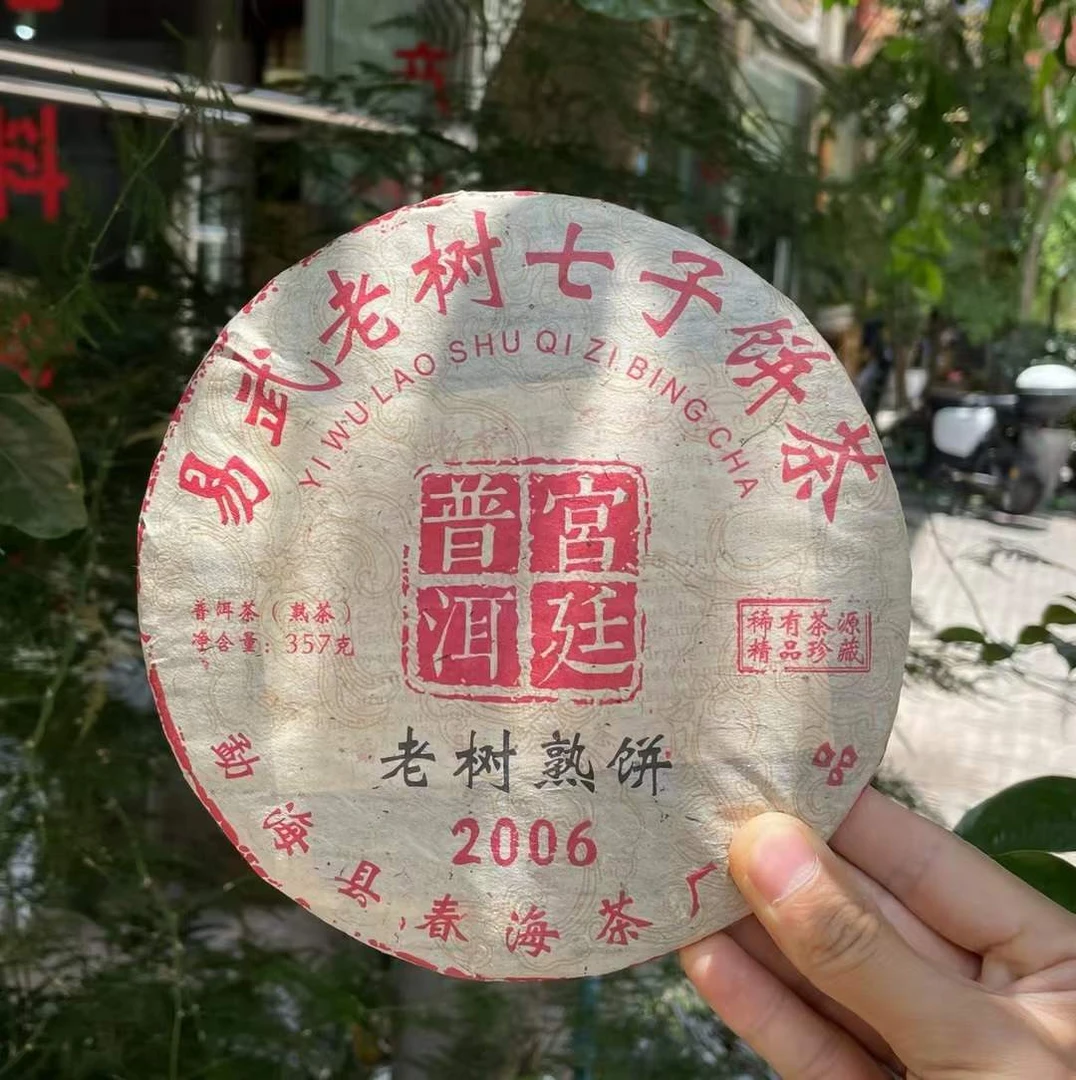 易武老树七子饼茶
YI WU LAO SHU QI ZI BING CHA
宫廷
普洱
普洱茶(熟茶)
净含量:357克
稀有茶源
精品珍藏
老树熟饼
2006
勐海县春海茶厂
品